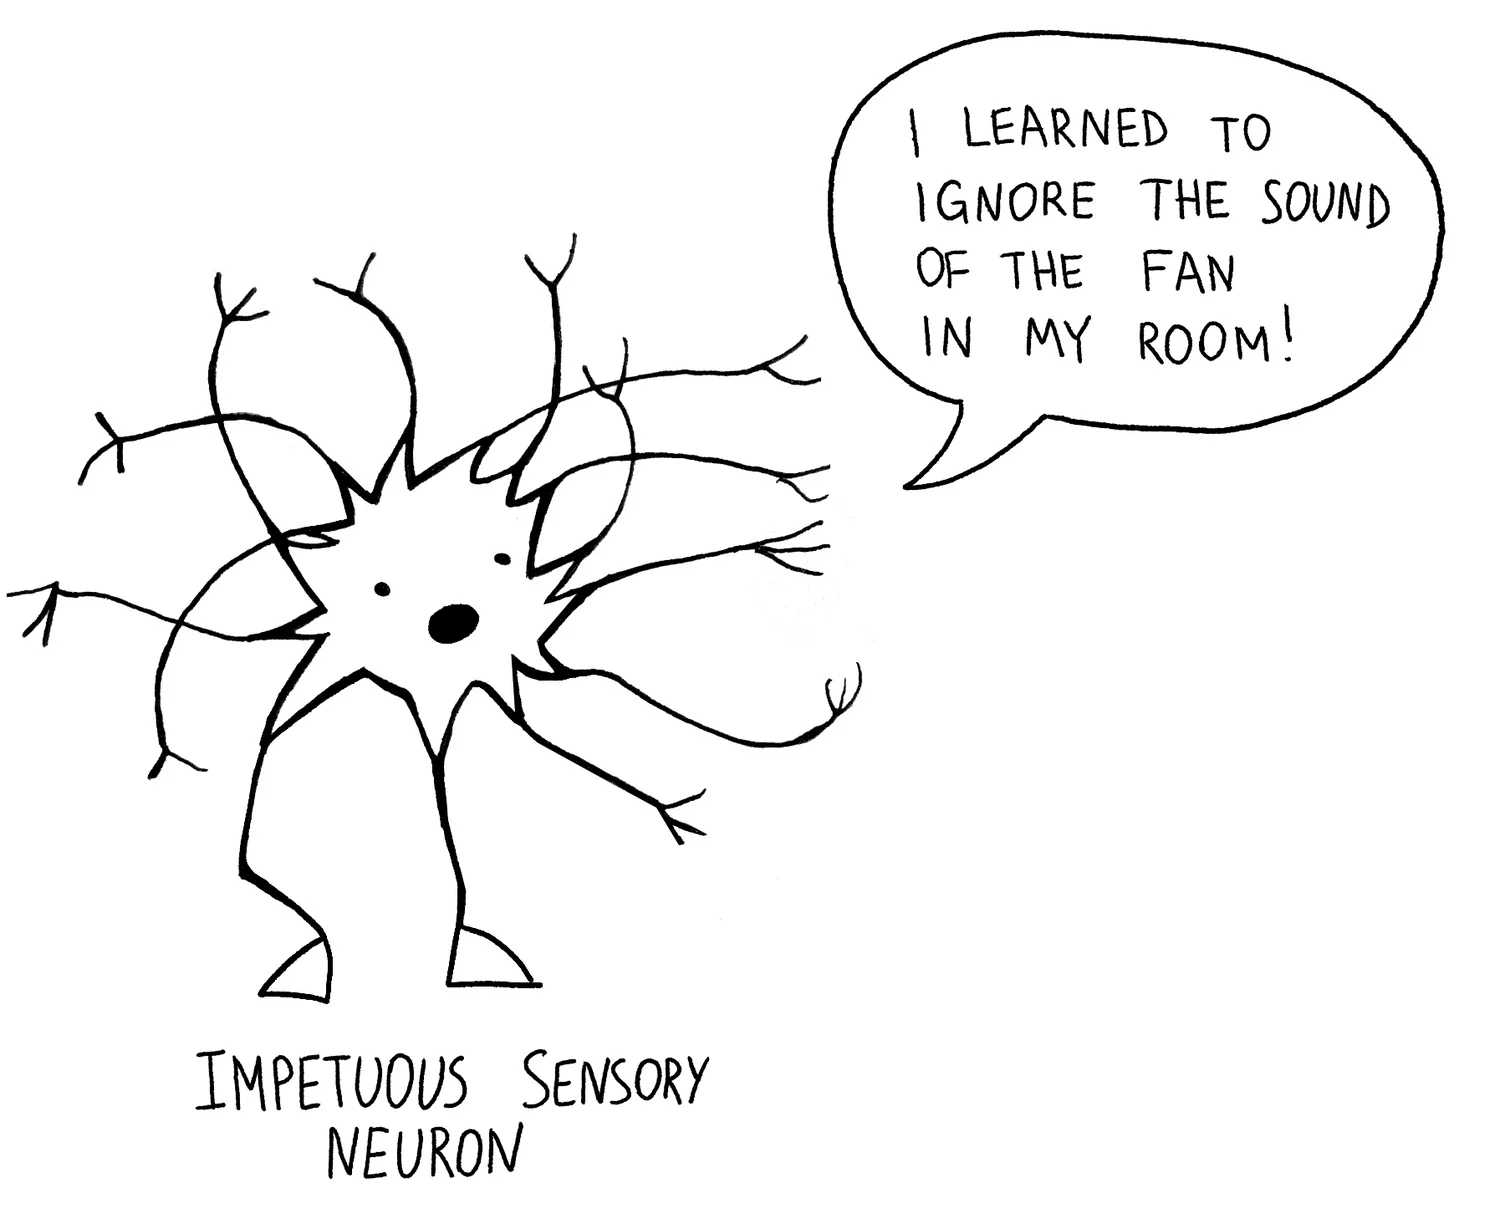 I LEARNED TO
IGNORE THE SOUND
OF THE FAN
IN MY ROOM!
IMPETUOUS SENSORY
NEURON